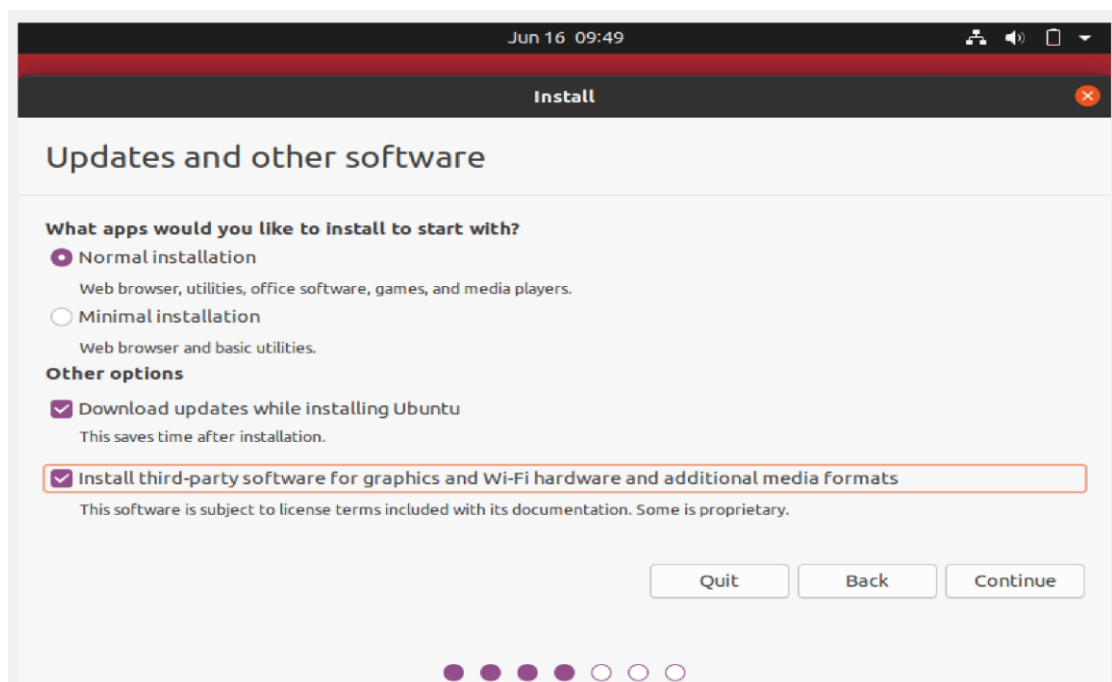 Jun 16 09:49
Install
Updates and other software
What apps would you like to install to start with?
Normal installation
Web browser, utilities, office software, games, and media players.
Minimal installation
Web browser and basic utilities.
Other options
Download updates while installing Ubuntu
This saves time after installation.
Install third-party software for graphics and Wi-Fi hardware and additional media formats
This software is subject to license terms included with its documentation. Some is proprietary.
Quit Back Continue